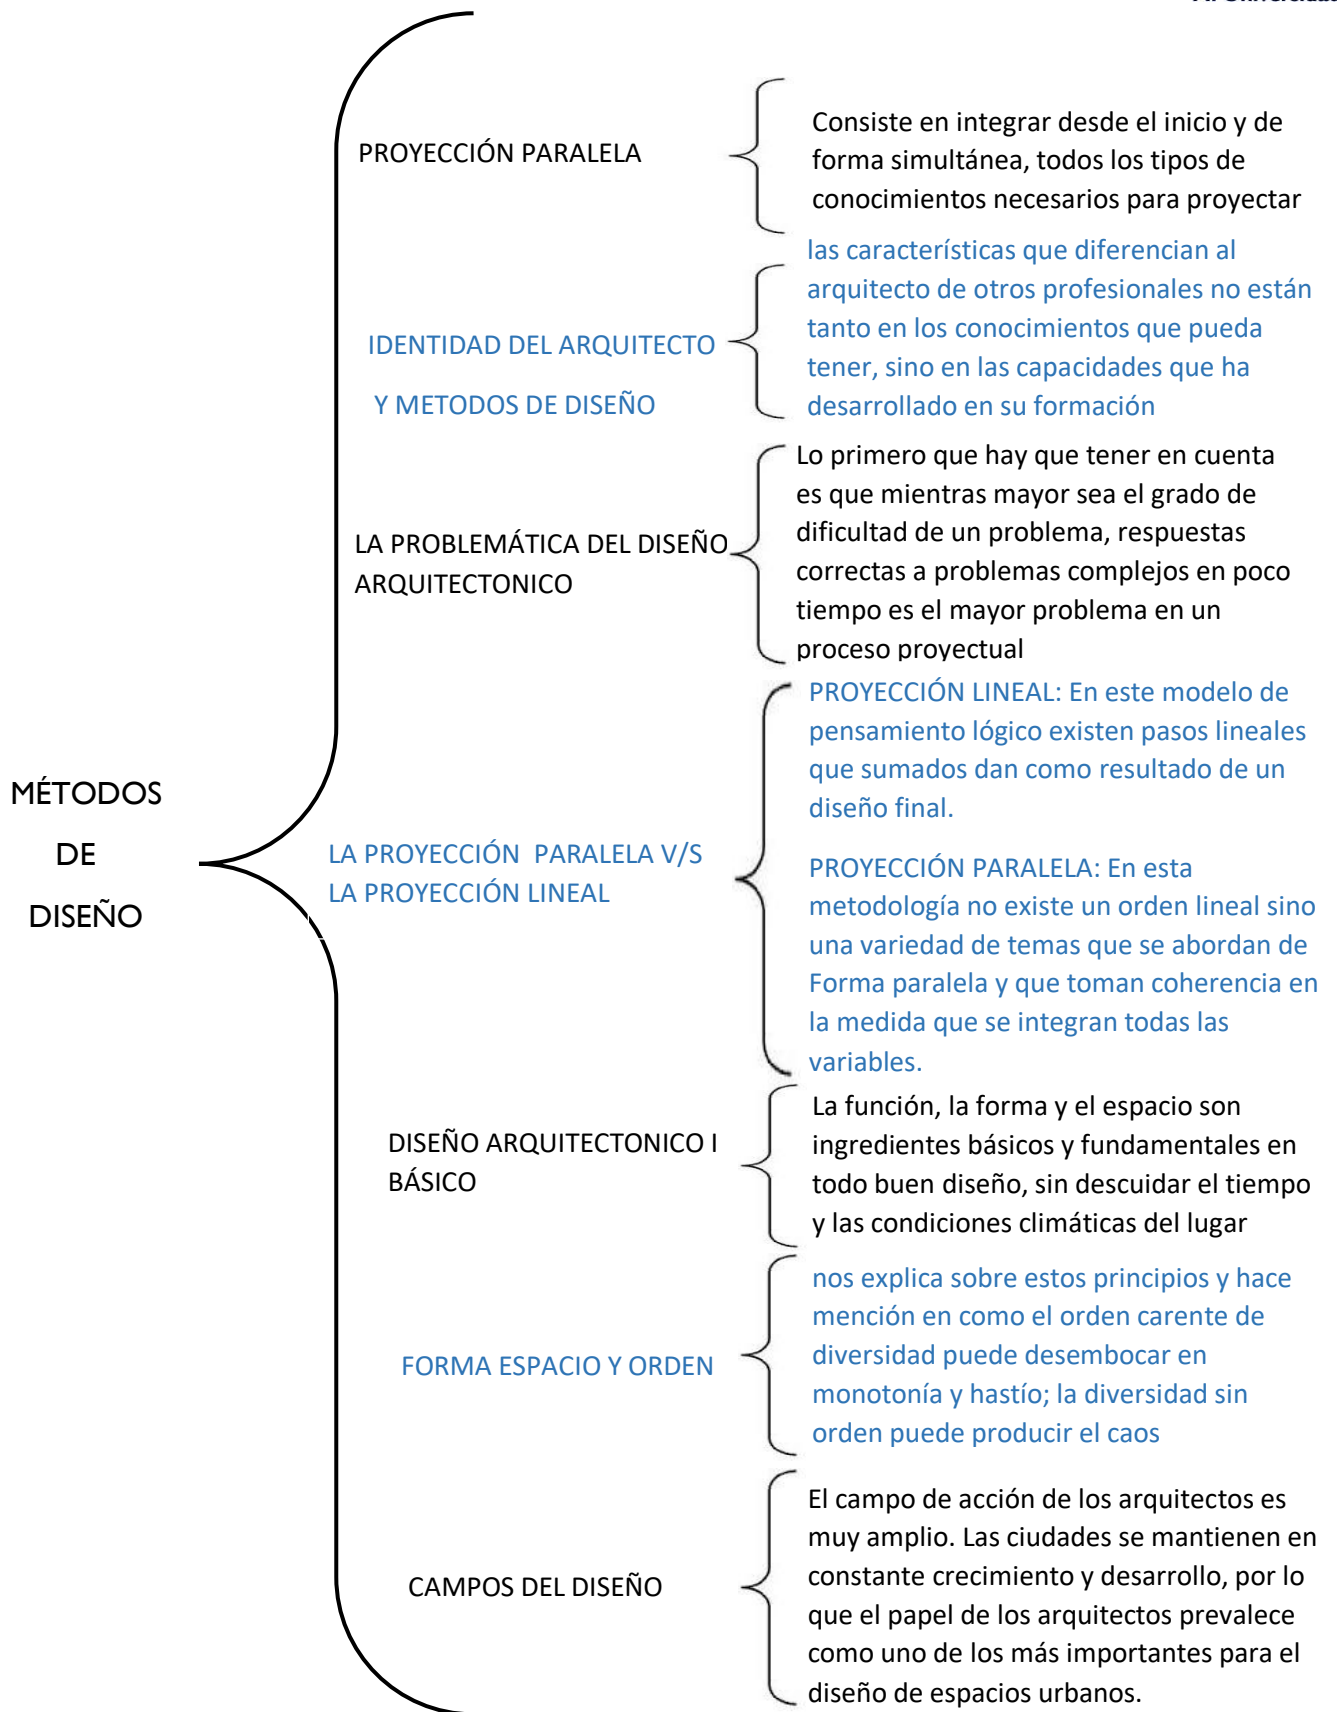 PROYECCIÓN PARALELA
Consiste en integrar desde el inicio y de
forma simultánea, todos los tipos de
conocimientos necesarios para proyectar
IDENTIDAD DEL ARQUITECTO
Y METODOS DE DISEÑO
las características que diferencian al
arquitecto de otros profesionales no están
tanto en los conocimientos que pueda
tener, sino en las capacidades que ha
desarrollado en su formación
LA PROBLEMÁTICA DEL DISEÑO
ARQUITECTONICO
Lo primero que hay que tener en cuenta
es que mientras mayor sea el grado de
dificultad de un problema, respuestas
correctas a problemas complejos en poco
tiempo es el mayor problema en un
proceso proyectual
MÉTODOS
DE
DISEÑO
LA PROYECCIÓN PARALELA V/S
LA PROYECCIÓN LINEAL
PROYECCIÓN LINEAL: En este modelo de
pensamiento lógico existen pasos lineales
que sumados dan como resultado de un
diseño final.
PROYECCIÓN PARALELA: En esta
metodología no existe un orden lineal sino
una variedad de temas que se abordan de
Forma paralela y que toman coherencia en
la medida que se integran todas las
variables.
DISEÑO ARQUITECTONICO I
BÁSICO
La función, la forma y el espacio son
ingredientes básicos y fundamentales en
todo buen diseño, sin descuidar el tiempo
y las condiciones climáticas del lugar
FORMA ESPACIO Y ORDEN
nos explica sobre estos principios y hace
mención en como el orden carente de
diversidad puede desembocar en
monotonía y hastío; la diversidad sin
orden puede producir el caos
CAMPOS DEL DISEÑO
El campo de acción de los arquitectos es
muy amplio. Las ciudades se mantienen en
constante crecimiento y desarrollo, por lo
que el papel de los arquitectos prevalece
como uno de los más importantes para el
diseño de espacios urbanos.